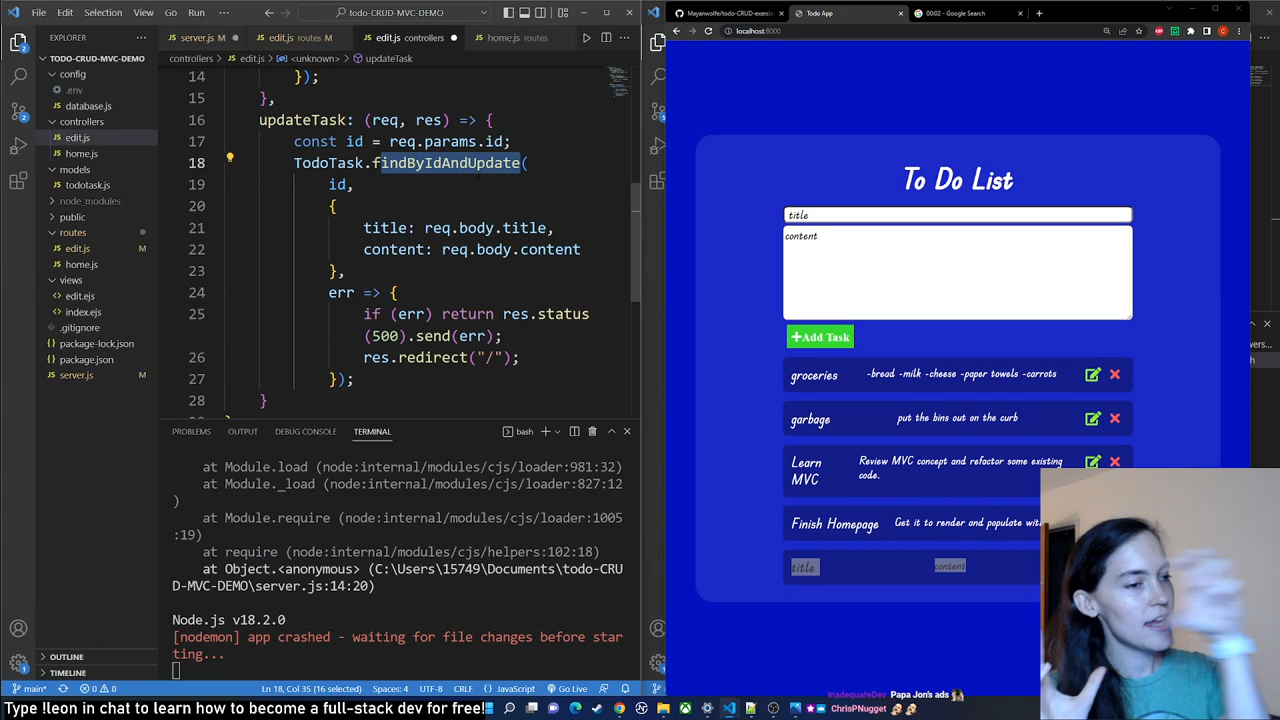 File Edit Selection View Go Run ··· Todo-CRUD-MVC-DEMO
EXPLORER
TODO-CRUD-MVC-DEMO
config
.env
database.js
controllers
edit.js
home.js
models
todotask.js
node_modules
public
routes
edit.js M
home.js
views
edit.ejs
index.ejs
.gitignore
package-lock.json
package.json
server.js M
OUTLINE
TIMELINE
server.js edit.js routes edit.js controllers home.js
controllers > edit.js > <unknown> > updateTask
14 });
15 },
16 updateTask: (req, res) => {
17 const id = req.params.id;
18 TodoTask.findByIdAndUpdate(
19 id,
20 {
21 title: req.body.title,
22 content: req.body.content
23 },
24 err => {
25 if (err) return res.status
(500).send(err);
26 res.redirect("/");
27 });
28 }
PROBLEMS OUTPUT DEBUG CONSOLE TERMINAL bash
at Module.load (node:internal/modules/cjs/loader:981:32)
at Module._load (node:internal/modules/cjs/loader:827:12
)
at Module.require (node:internal/modules/cjs/loader:1005
:19)
at require (node:internal/modules/cjs/helpers:102:18)
at Object.<anonymous> (C:\Users\15749\Documents\todo-CRU
D-MVC-DEMO\server.js:14:20)
Node.js v18.2.0
[nodemon] app crashed - waiting for file changes before star
ting...
main* 0 0 Ln 18, Col 35 (16 selected) Spaces: 4 UTF-8 CRLF JavaScript Go Live
Type !leon in chat to learn how to become a full-stack dev for free!
Mayanwolfe/todo-CRUD-exercis Todo App 00:02 - Google Search
localhost:8000
To Do List
title
content
Add Task
groceries -bread -milk -cheese -paper towels -carrots
garbage put the bins out on the curb
Learn
MVC
Review MVC concept and refactor some existing
code.
Finish Homepage Get it to render and populate
title content
inadequateDev Papa Jon's ads
ChrisPNugget